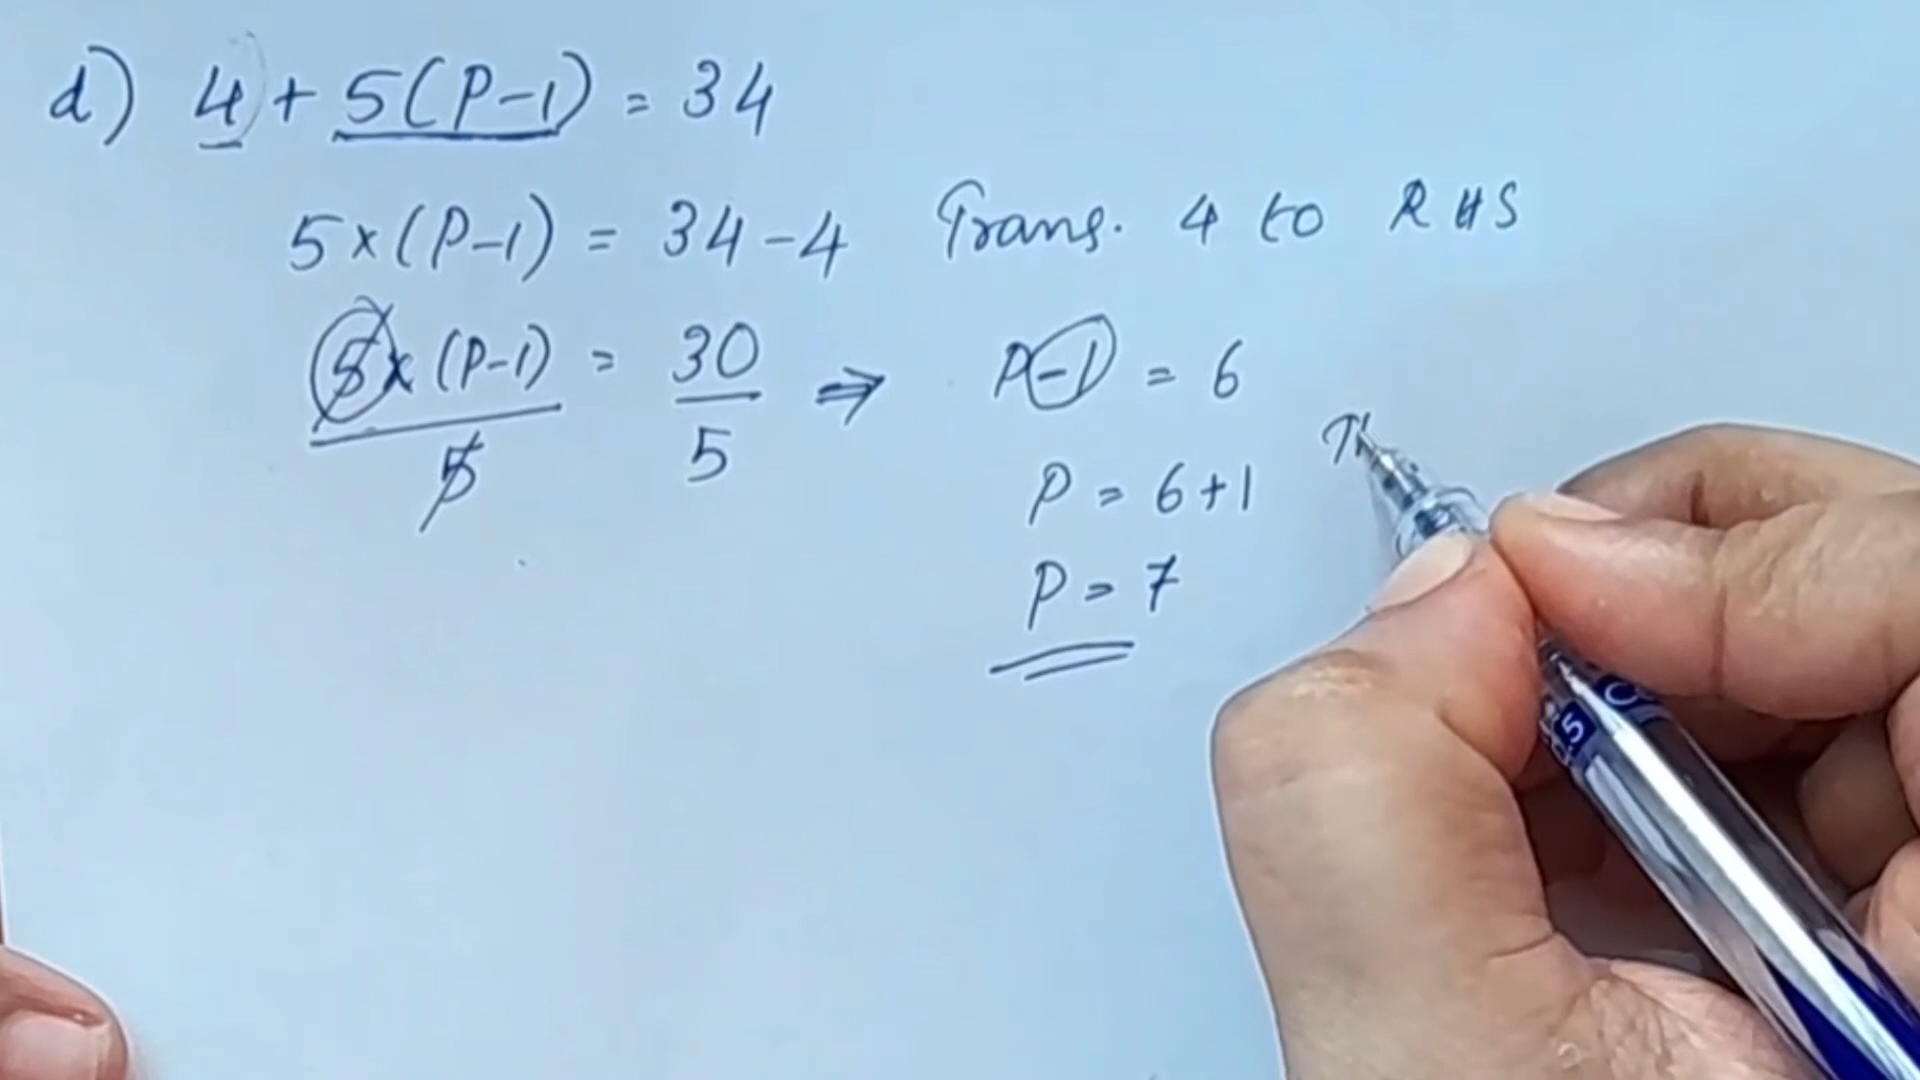 d) 4 + 5(P-1) = 34
5×(P-1) = 34-4 Trans. 4 to RHS
5×(P-1)/5 = 30/5 ⇒ P-1 = 6
P = 6+1
P = 7
5